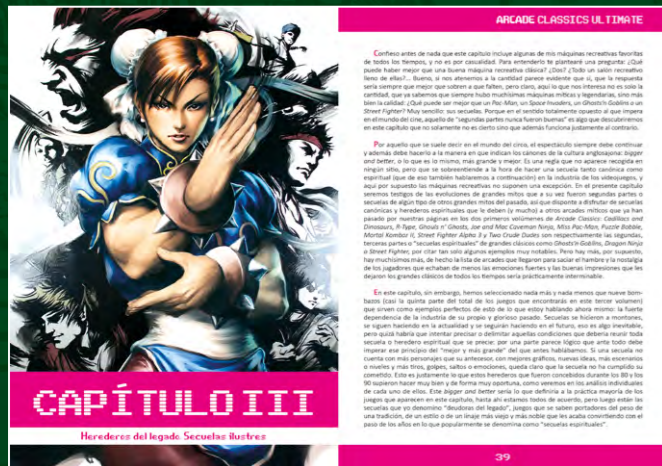 CAPÍTULO III
Herederos del legado Secuelas ilustres
ARCADE CLASSICS ULTIMATE
Confieso antes de nada que este capítulo incluye algunas de mis máquinas recreativas favoritas
de todos los tiempos, y no es por casualidad. Para entenderlo te plantearé una pregunta: ¿Qué
puede haber mejor que una buena máquina recreativa clásica? ¿Dos? ¿Todo un salón recreativo
lleno de ellas?... Bueno, si nos atenemos a la cantidad parece evidente que sí, que la respuesta
sería siempre que mejor que sobren a que falten, pero claro, aquí lo que nos interesa no es solo la
cantidad, que ya sabemos que siempre hubo muchísimas máquinas míticas y legendarias, sino más
bien la calidad: ¿Qué puede ser mejor que un Pac-Man, un Space Invaders, un Ghosts'n Goblins o un
Street Fighter? Muy sencillo: sus secuelas. Porque en el sentido totalmente opuesto al que impera
en el mundo del cine, aquello de "segundas partes nunca fueron buenas" es algo que descubriremos
en este capítulo que no solamente no es cierto sino que además funciona justamente al contrario.
Por aquello que se suele decir en el mundo del circo, el espectáculo siempre debe continuar
y además debe hacerlo a la manera en que indican los cánones de la cultura anglosajona: bigger
and better, o lo que es lo mismo, más grande y mejor. Es una regla que no aparece recogida en
ningún sitio, pero que se sobreentiende a la hora de hacer una secuela tanto canónica como
espiritual (que de eso también hablaremos a continuación) en la industria de los videojuegos, y
aquí por supuesto las máquinas recreativas no suponen una excepción. En el presente capítulo
seremos testigos de las evoluciones de grandes mitos que a su vez fueron segundas partes o
secuelas de algún tipo de otros grandes mitos del pasado, así que disponte a disfrutar de secuelas
canónicas y herederos espirituales que le deben (y mucho) a otros arcades míticos que ya han
pasado por nuestras páginas en los dos primeros volúmenes de Arcade Classics: Cadillacs and
Dinosaurs, R-Type, Ghouls n' Ghosts, Joe and Mac Caveman Ninja, Miss Pac-Man, Puzzle Bobble,
Mortal Kombat II, Street Fighter Alpha 3 y Two Crude Dudes son respectivamente las segundas,
terceras partes o "secuelas espirituales" de grandes clásicos como Ghosts'n Goblins, Dragon Ninja
o Street Fighter, por citar tan solo algunos ejemplos muy notables. Pero hay más, por supuesto,
hay muchísimos más, de hecho la lista de arcades que llegaron para saciar el hambre y la nostalgia
de los jugadores que echaban de menos las emociones fuertes y las buenas impresiones que les
dejaron los grandes clásicos de todos los tiempos sería prácticamente interminable.
En este capítulo, sin embargo, hemos seleccionado nada más y nada menos que nueve bom-
bazos (casi la quinta parte del total de los juegos que encontrarás en este tercer volumen)
que sirven como ejemplos perfectos de esto de lo que estoy hablando ahora mismo: la fuerte
dependencia de la industria de su propio y glorioso pasado. Secuelas se hicieron a montones,
se siguen haciendo en la actualidad y se seguirán haciendo en el futuro, eso es algo inevitable,
pero quizá habría que intentar precisar o delimitar aquellas condiciones que debería reunir toda
secuela o heredero espiritual que se precie: por una parte parece lógico que ante todo debe
imperar ese principio del "mejor y más grande" del que antes hablábamos. Si una secuela no
cuenta con más personajes que su antecesor, con mejores gráficos, nuevas ideas, más escenarios
o niveles y más tiros, golpes, saltos o emociones, queda claro que la secuela no ha cumplido su
cometido. Esto es justamente lo que estos herederos que fueron concebidos durante los 80 y los
90 supieron hacer muy bien y de forma muy oportuna, como veremos en los análisis individuales
de cada uno de ellos. Este bigger and better sería lo que definiría a la práctica mayoría de los
juegos que aparecen en este capítulo, hasta ahí estamos todos de acuerdo, pero luego están las
secuelas que yo denomino "deudoras del legado", juegos que se saben portadores del peso de
una tradición, de un estilo o de un linaje más viejo y más noble que les acaba convirtiendo con el
paso de los años en lo que popularmente se denomina como "secuelas espirituales".
39